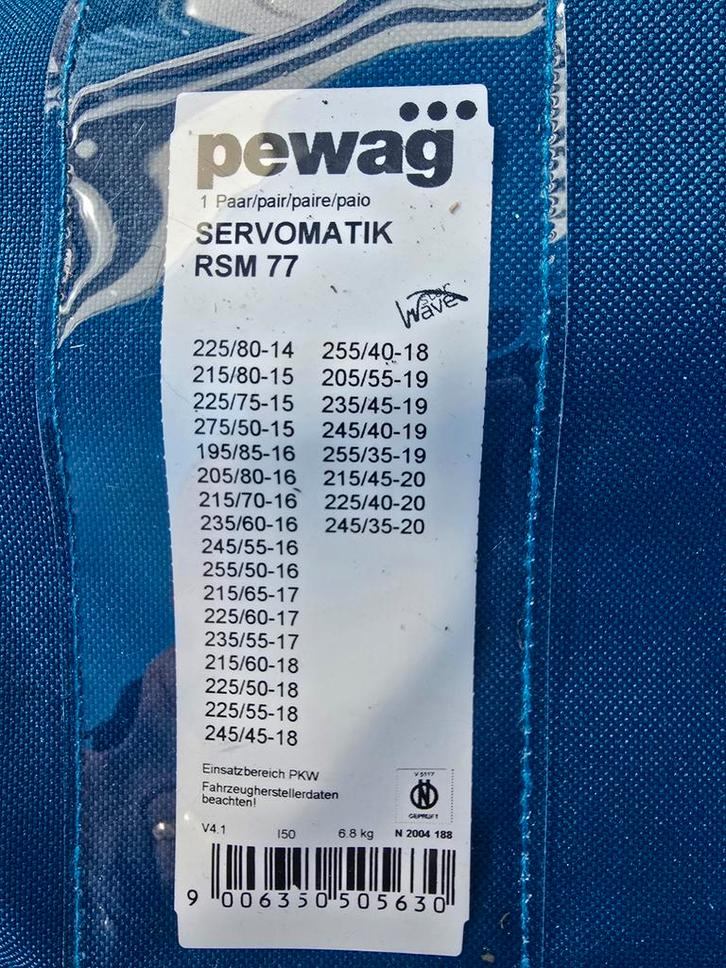 pewag
1 Paar/pair/paire/paio
SERVOMATIK
RSM 77
star
wave
225/80-14
215/80-15
225/75-15
275/50-15
195/85-16
205/80-16
215/70-16
235/60-16
245/55-16
255/50-16
215/65-17
225/60-17
235/55-17
215/60-18
225/50-18
225/55-18
245/45-18
255/40-18
205/55-19
235/45-19
245/40-19
255/35-19
215/45-20
225/40-20
245/35-20
Einsatzbereich PKW
Fahrzeugherstellerdaten
beachten!
V 5117
N
GEPRÜFT
V4.1 I50 6.8 kg N 2004 188
9 006350 505630